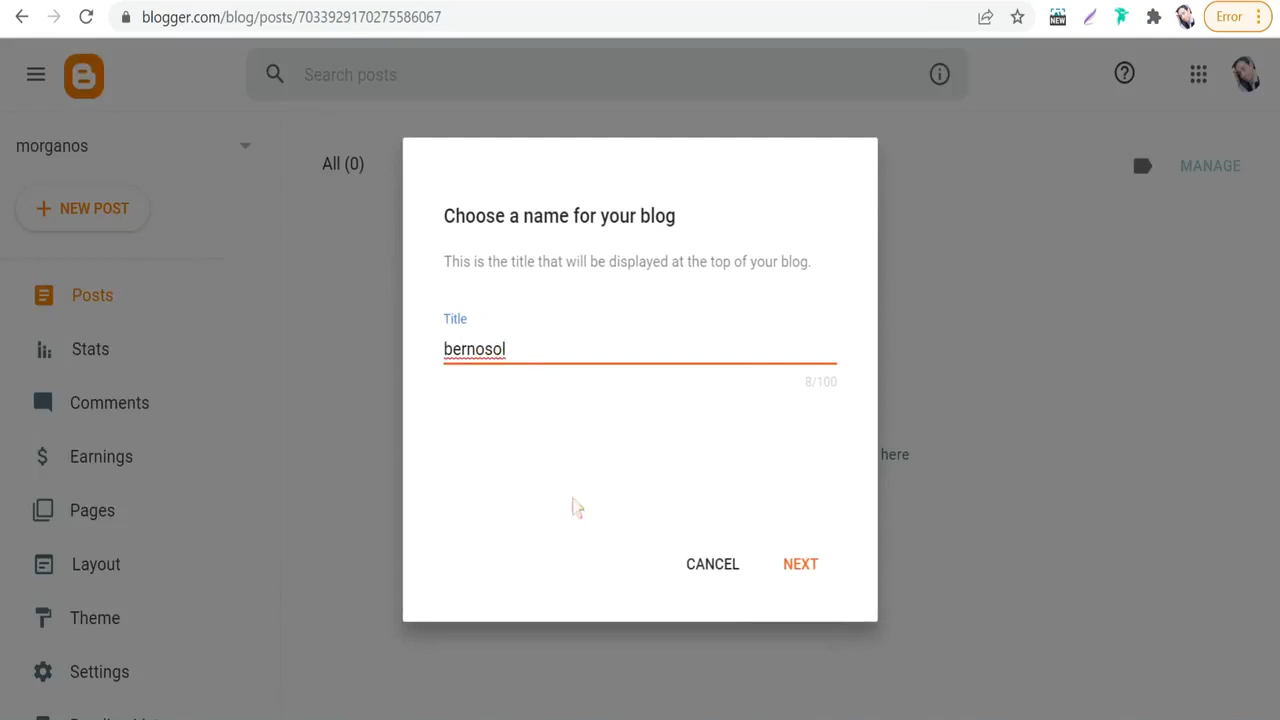 blogger.com/blog/posts/7033929170275586067
NEW
Error
Search posts
morganos
All (0)
MANAGE
NEW POST
Choose a name for your blog
This is the title that will be displayed at the top of your blog.
Posts
Title
Stats
bernosol
8/100
Comments
Earnings
here
Pages
Layout
CANCEL
NEXT
Theme
Settings